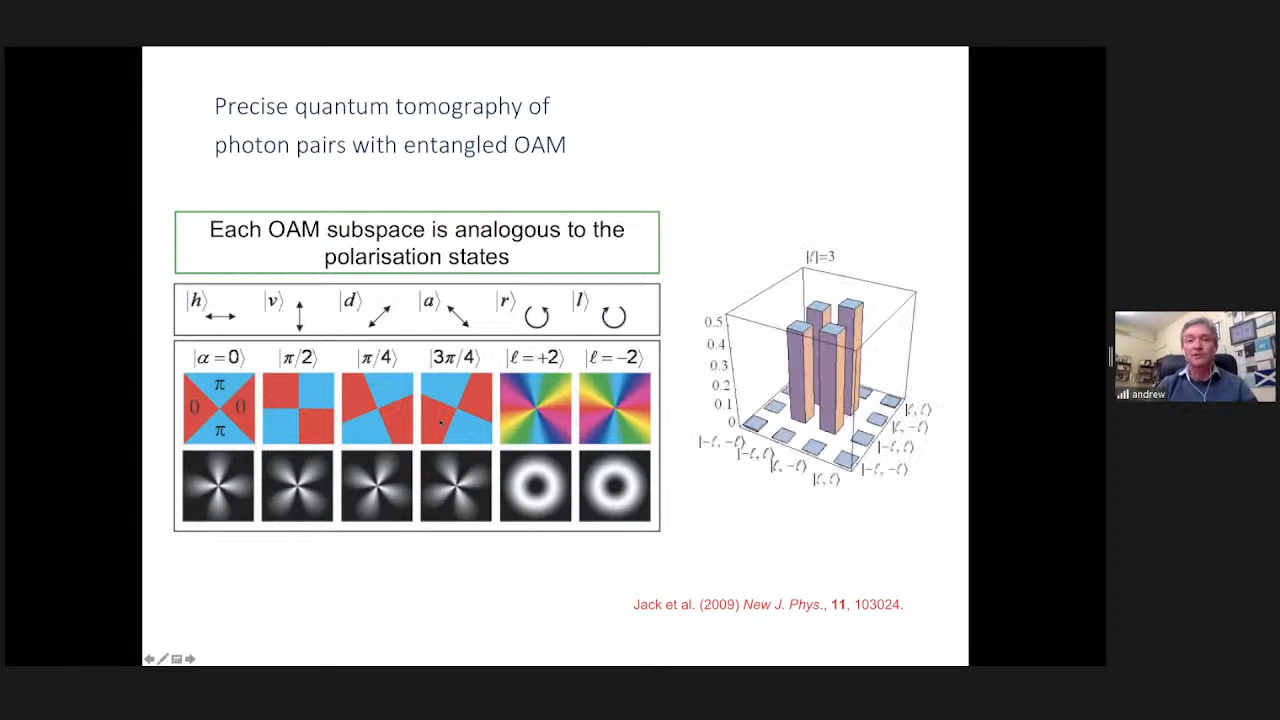 Precise quantum tomography of
photon pairs with entangled OAM
Each OAM subspace is analogous to the
polarisation states
|h⟩ |v⟩ |d⟩ |a⟩ |r⟩ |l⟩
|α = 0⟩ |π/2⟩ |π/4⟩ |3π/4⟩ |ℓ = +2⟩ |ℓ = −2⟩
π
0 0
π
|ℓ|=3
0.5
0.4
0.3
0.2
0.1
0
|−ℓ, −ℓ⟩
|−ℓ, ℓ⟩
|ℓ, −ℓ⟩
|ℓ, ℓ⟩
|ℓ, ℓ⟩
|ℓ, −ℓ⟩
|−ℓ, ℓ⟩
|−ℓ, −ℓ⟩
Jack et al. (2009) New J. Phys., 11, 103024.
andrew